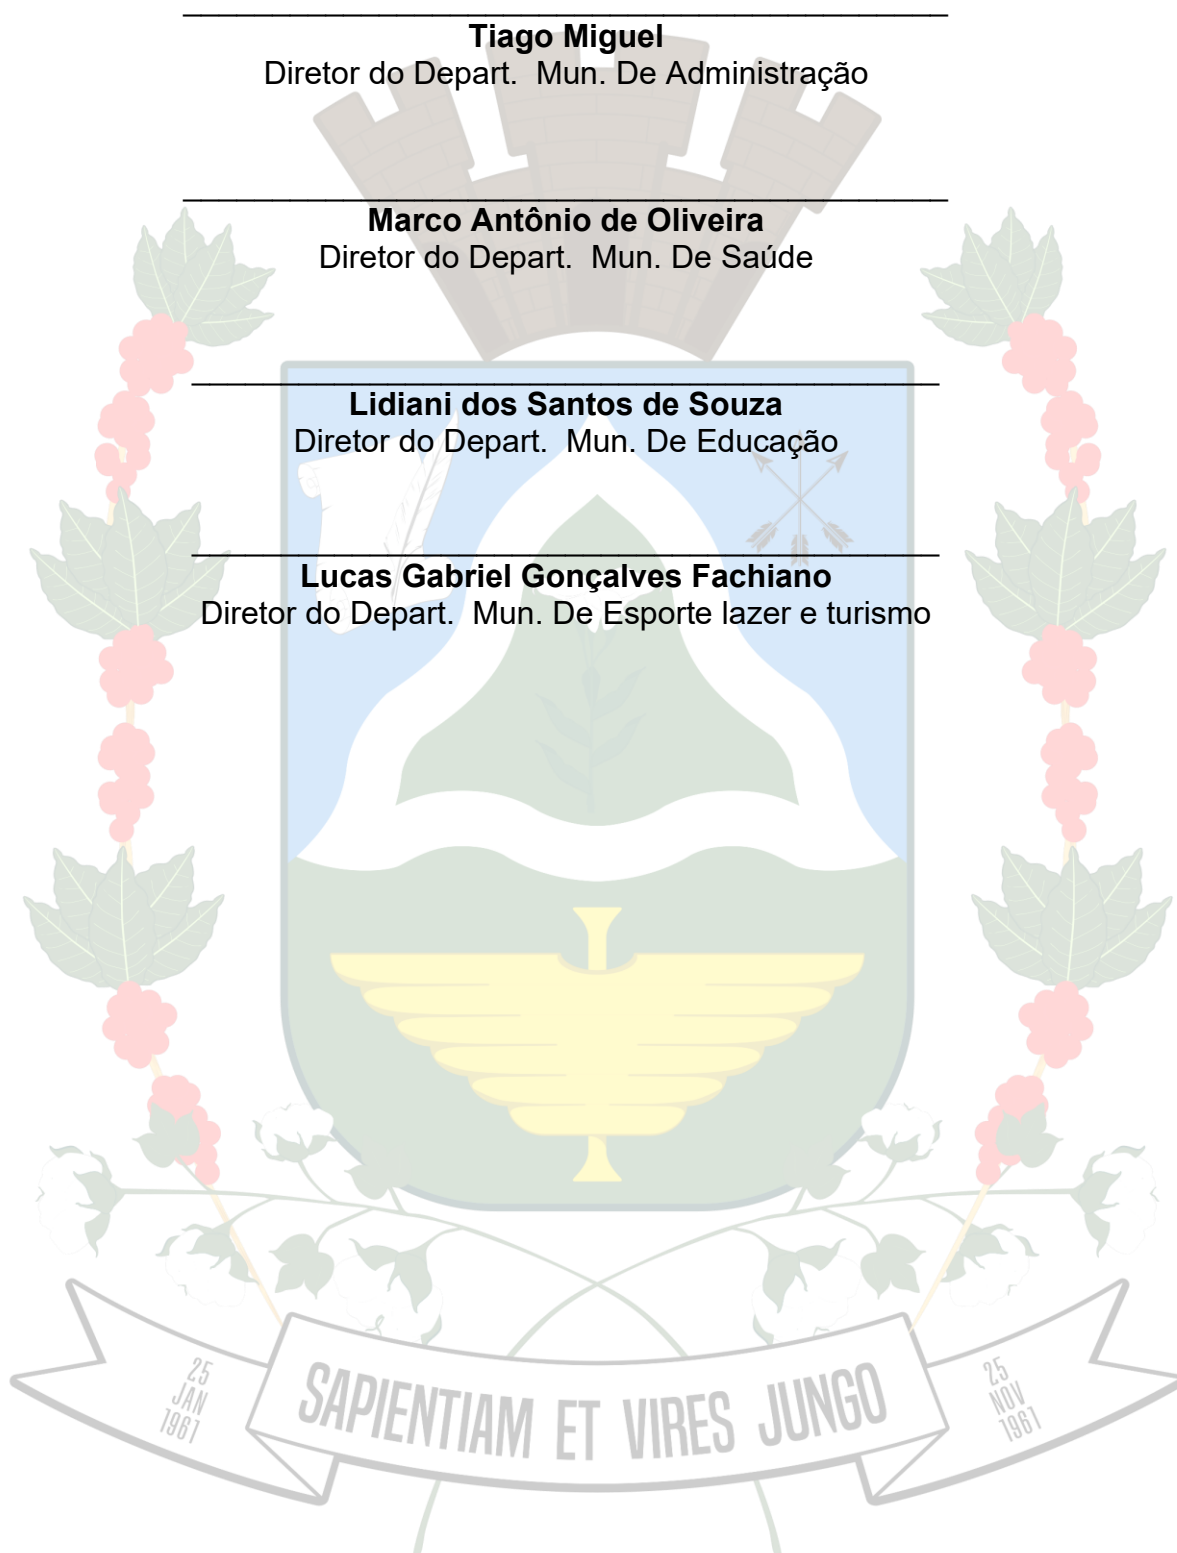 Tiago Miguel
Diretor do Depart.  Mun. De Administração
Marco Antônio de Oliveira
Diretor do Depart.  Mun. De Saúde
Lidiani dos Santos de Souza
Diretor do Depart.  Mun. De Educação
Lucas Gabriel Gonçalves Fachiano
Diretor do Depart.  Mun. De Esporte lazer e turismo
25
JAN
1961
SAPIENTIAM ET VIRES JUNGO
25
NOV
1961